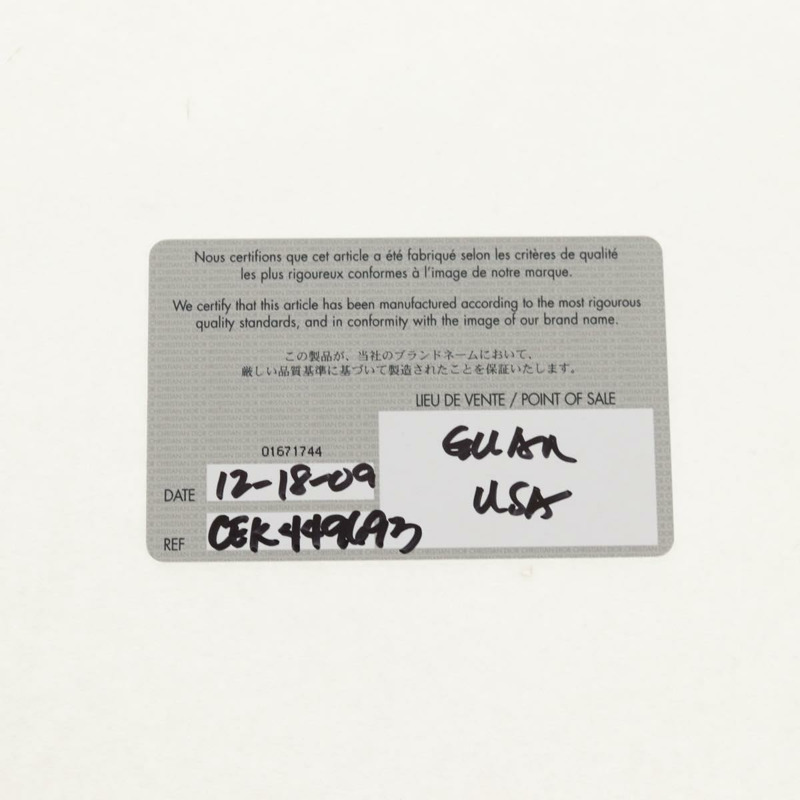 Nous certifions que cet article a été fabriqué selon les critères de qualité
les plus rigoureux conformes à l'image de notre marque.
We certify that this article has been manufactured according to the most rigourous
quality standards, and in conformity with the image of our brand name.
この製品が、当社のブランドネームにおいて、
厳しい品質基準に基づいて製造されたことを保証いたします。
LIEU DE VENTE / POINT OF SALE
GUAM
USA
01671744
DATE 12-18-09
REF